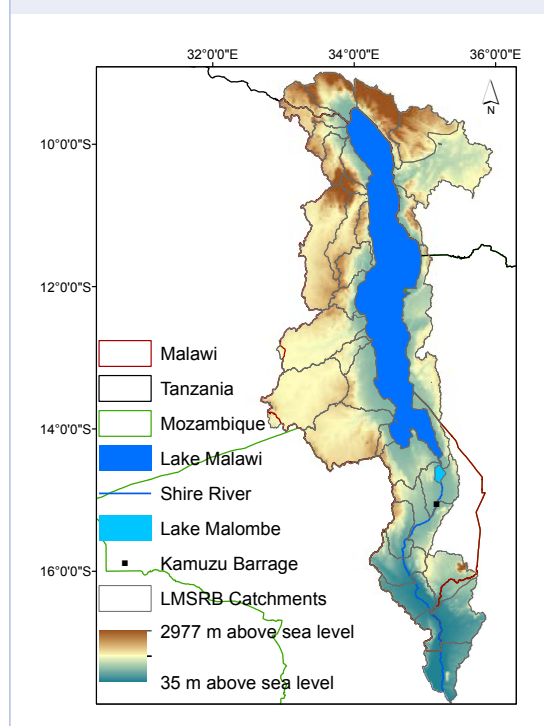 32°0'0"E 34°0'0"E 36°0'0"E
N
10°0'0"S
12°0'0"S
14°0'0"S
16°0'0"S
Malawi
Tanzania
Mozambique
Lake Malawi
Shire River
Lake Malombe
Kamuzu Barrage
LMSRB Catchments
2977 m above sea level
35 m above sea level